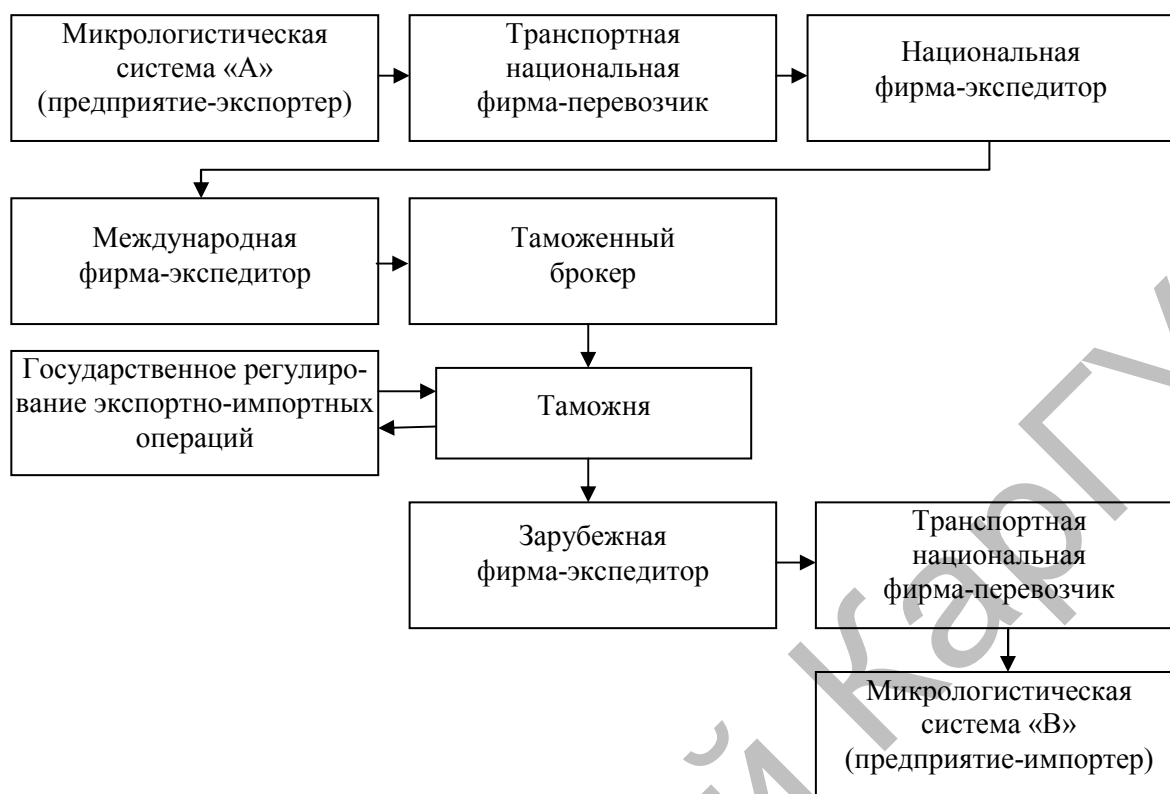 Микрологистическая
система «А»
(предприятие-экспортер)
Транспортная
национальная
фирма-перевозчик
Национальная
фирма-экспедитор
Международная
фирма-экспедитор
Таможенный
брокер
Государственное регулиро-
вание экспортно-импортных
операций
Таможня
Зарубежная
фирма-экспедитор
Транспортная
национальная
фирма-перевозчик
Микрологистическая
система «В»
(предприятие-импортер)
й КарГУ